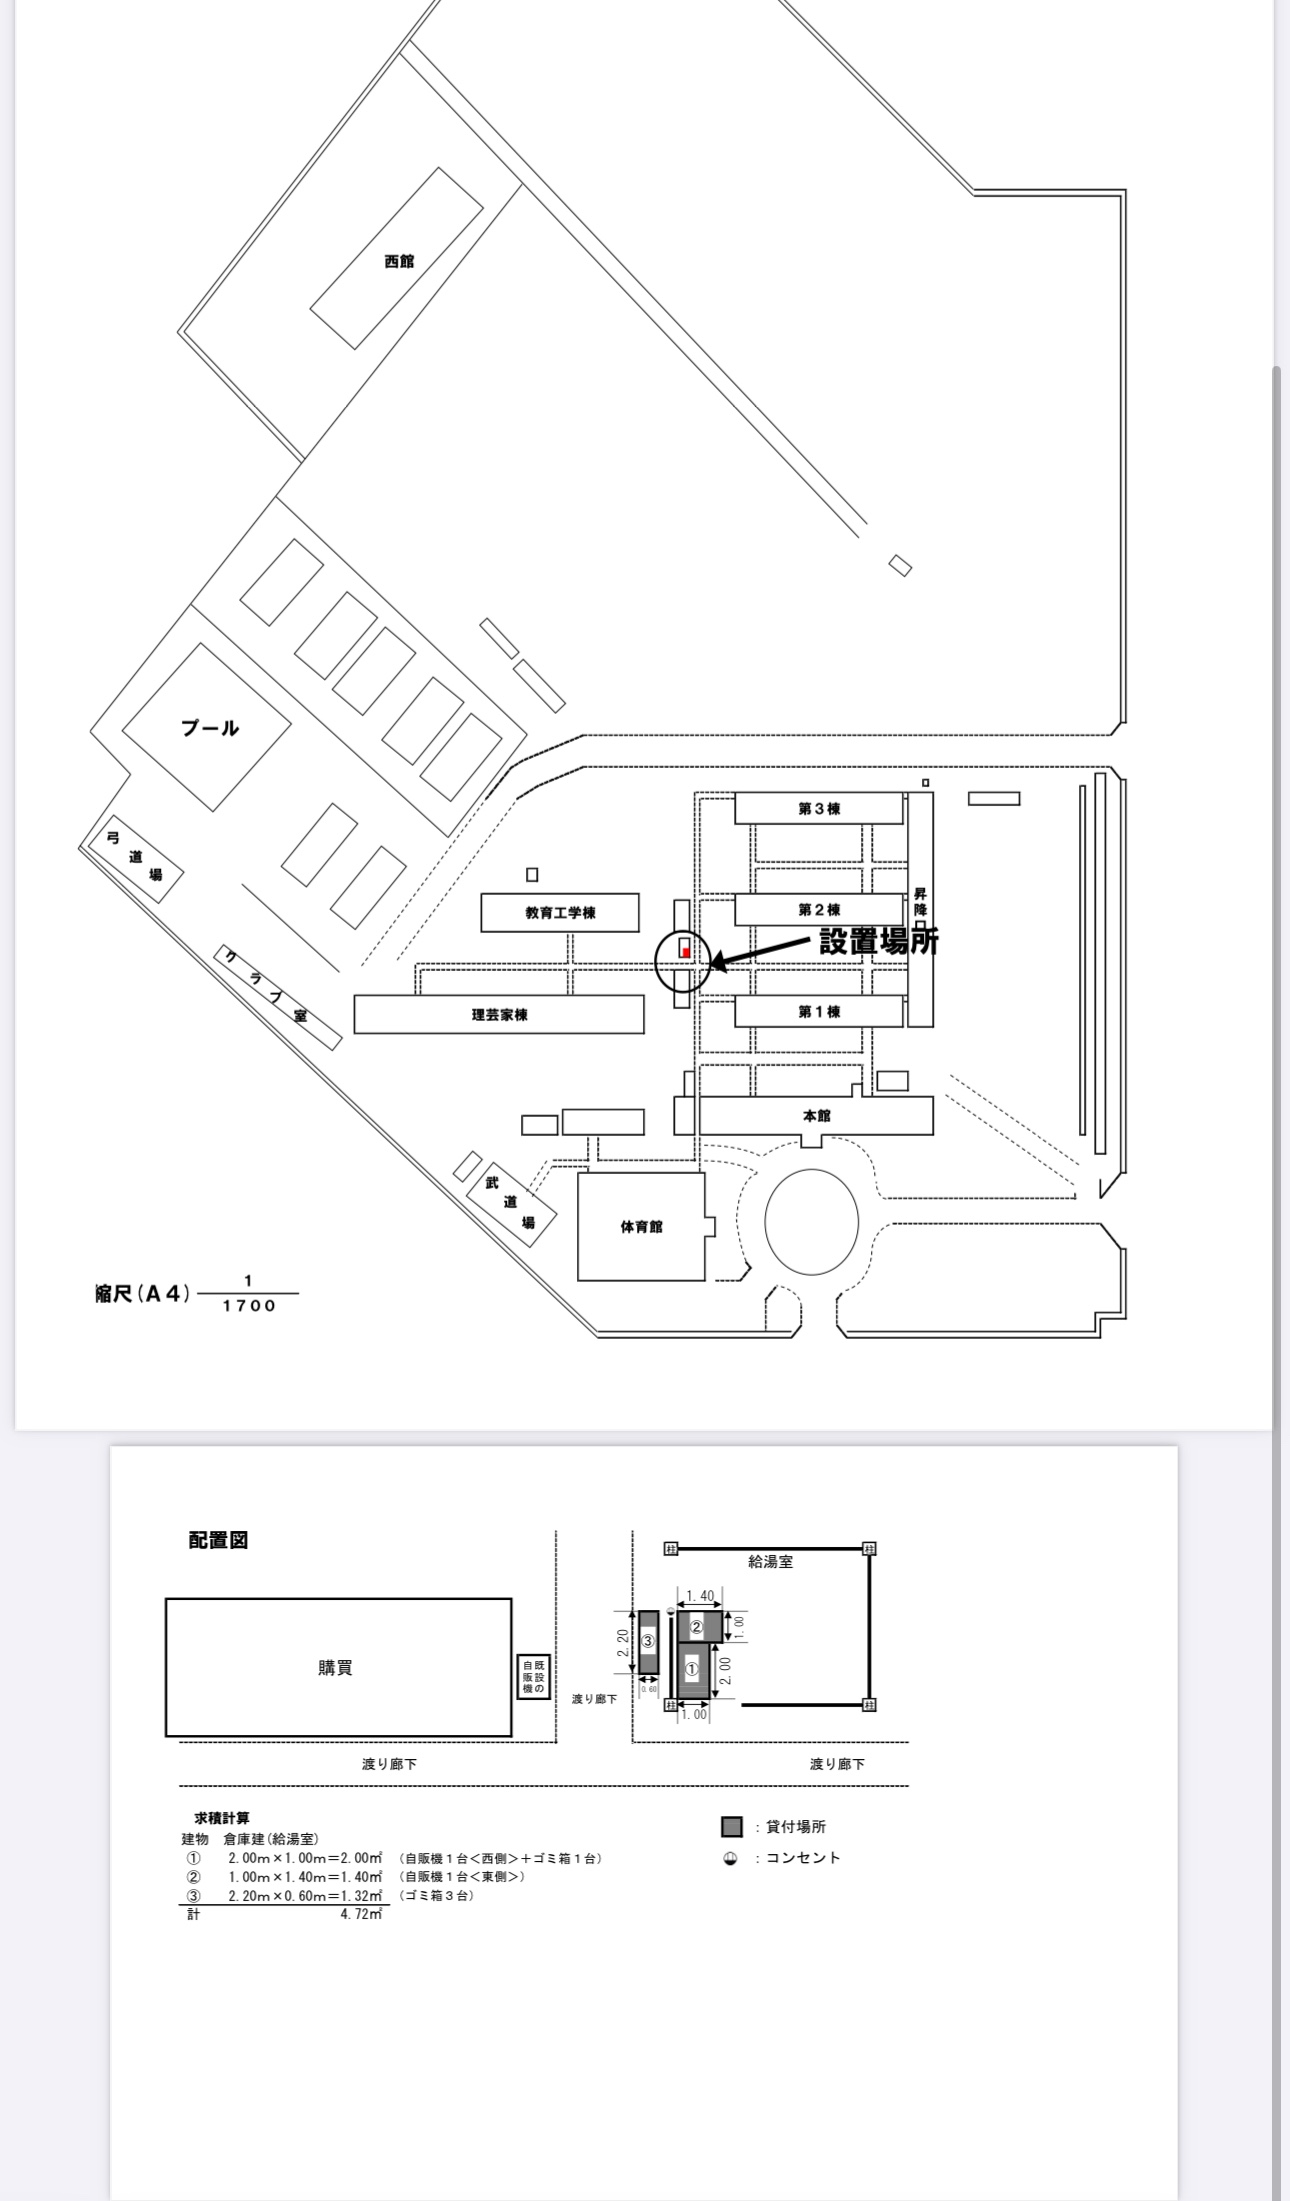 西館
プール
弓道場
クラブ室
第３棟
教育工学棟
第２棟
昇降口
設置場所
理芸家棟
第１棟
本館
武道場
体育館
縮尺(Ａ４) 1
1700
配置図
柱
柱
給湯室
1.40
②
1.00
③
2.20
購買
既設の自販機
①
2.00
0.60
渡り廊下
柱
柱
1.00
渡り廊下
渡り廊下
求積計算
建物 倉庫建(給湯室)
① 2.00ｍ×1.00ｍ＝2.00㎡ （自販機１台＜西側＞＋ゴミ箱１台）
② 1.00ｍ×1.40ｍ＝1.40㎡ （自販機１台＜東側＞）
③ 2.20ｍ×0.60ｍ＝1.32㎡ （ゴミ箱３台）
計 4.72㎡
：貸付場所
：コンセント